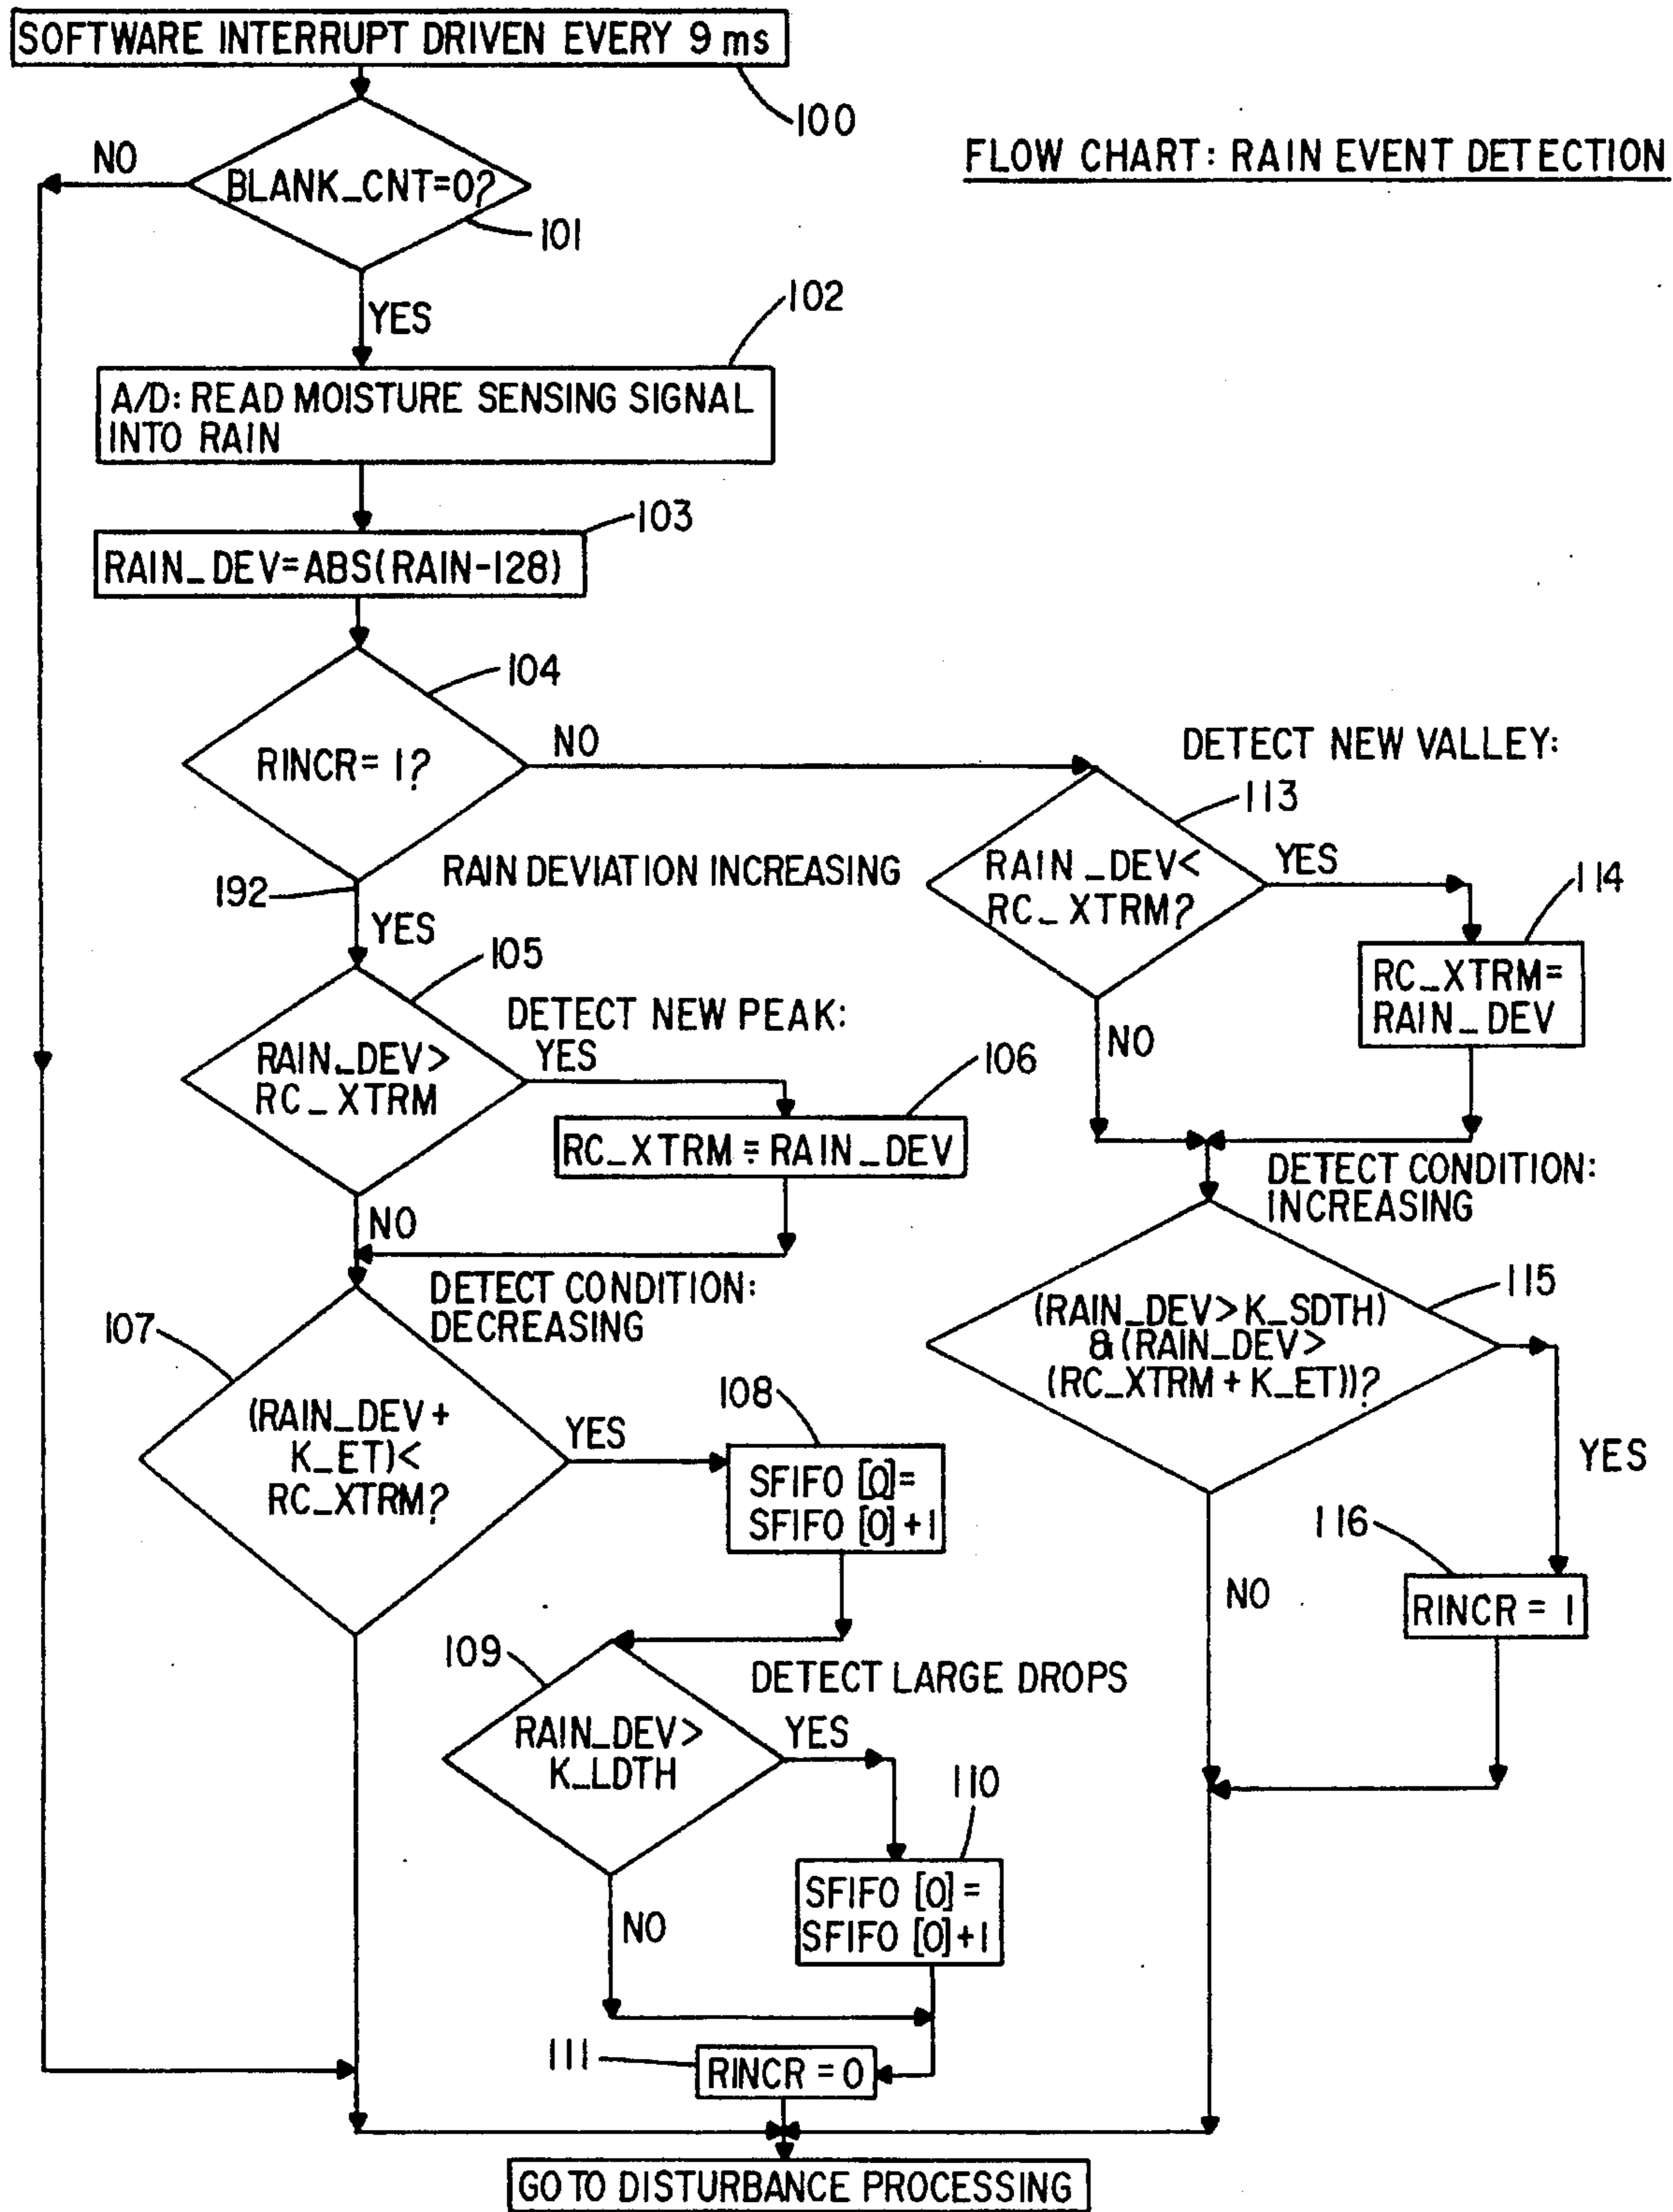 SOFTWARE INTERRUPT DRIVEN EVERY 9 ms
100
FLOW CHART: RAIN EVENT DETECTION
NO
BLANK_CNT=0?
101
YES
102
A/D: READ MOISTURE SENSING SIGNAL
INTO RAIN
103
RAIN_DEV=ABS(RAIN-128)
104
RINCR= 1?
NO
DETECT NEW VALLEY:
113
RAIN_DEV<
RC_XTRM?
YES
114
RC_XTRM=
RAIN_DEV
NO
192
RAIN DEVIATION INCREASING
YES
105
DETECT NEW PEAK:
RAIN_DEV>
RC_XTRM
YES
106
RC_XTRM = RAIN_DEV
NO
DETECT CONDITION:
INCREASING
DETECT CONDITION:
DECREASING
107
(RAIN_DEV +
K_ET)<
RC_XTRM?
YES
108
SFIFO [0]=
SFIFO [0]+1
115
(RAIN_DEV>K_SDTH)
&(RAIN_DEV>
(RC_XTRM + K_ET))?
YES
116
RINCR = 1
NO
109
DETECT LARGE DROPS
RAIN_DEV>
K_LDTH
YES
110
SFIFO [0]=
SFIFO [0]+1
NO
111
RINCR = 0
GO TO DISTURBANCE PROCESSING